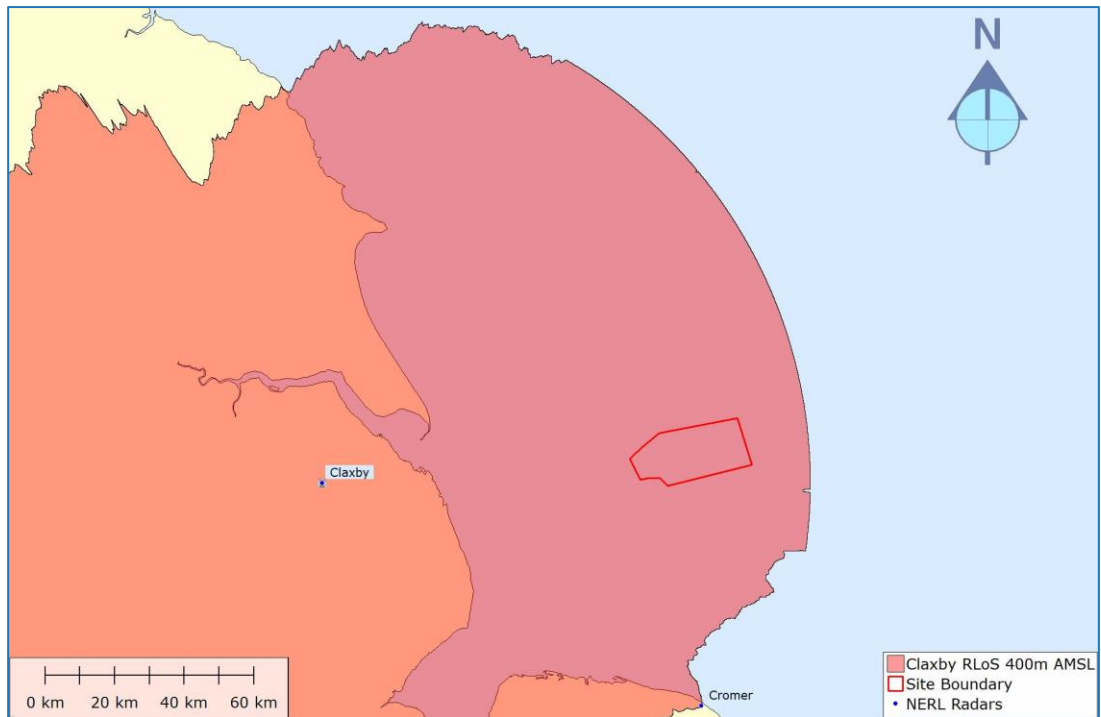 N
Claxby
Cromer
0 km 20 km 40 km 60 km
Claxby RLoS 400m AMSL
Site Boundary
NERL Radars